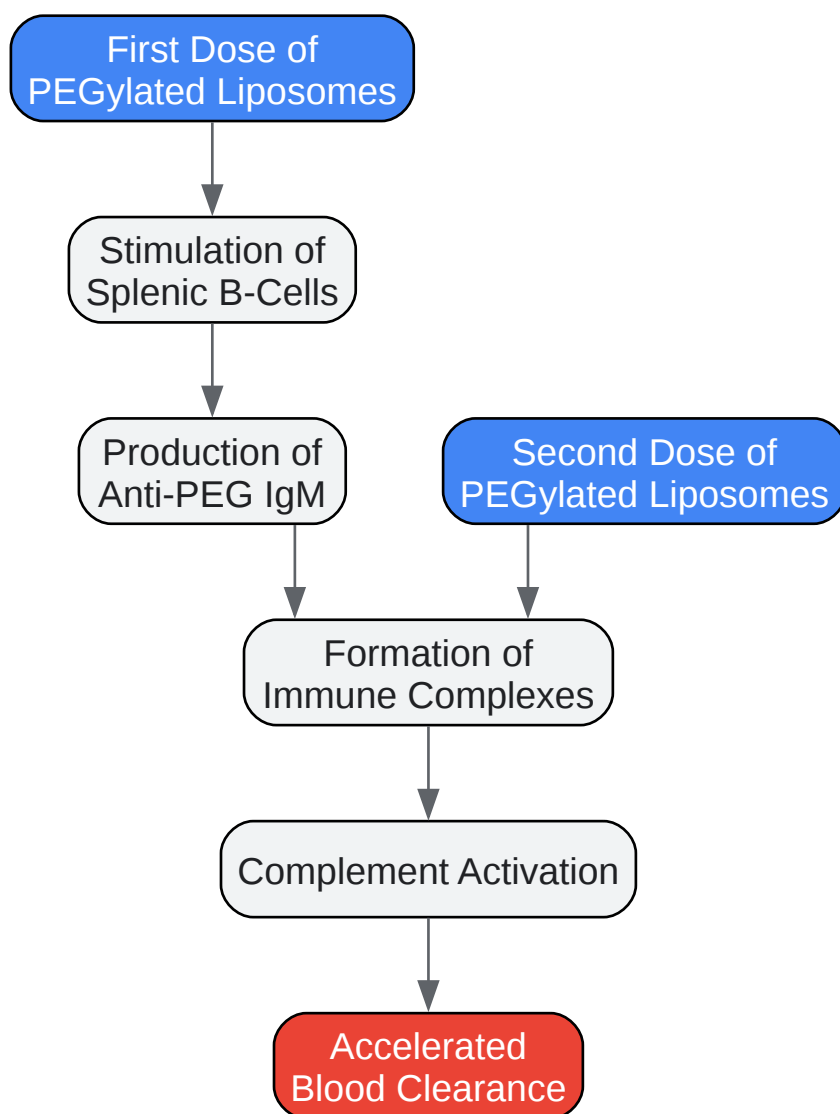 First Dose of
PEGylated Liposomes
Stimulation of
Splenic B-Cells
Production of
Anti-PEG IgM
Second Dose of
PEGylated Liposomes
Formation of
Immune Complexes
Complement Activation
Accelerated
Blood Clearance